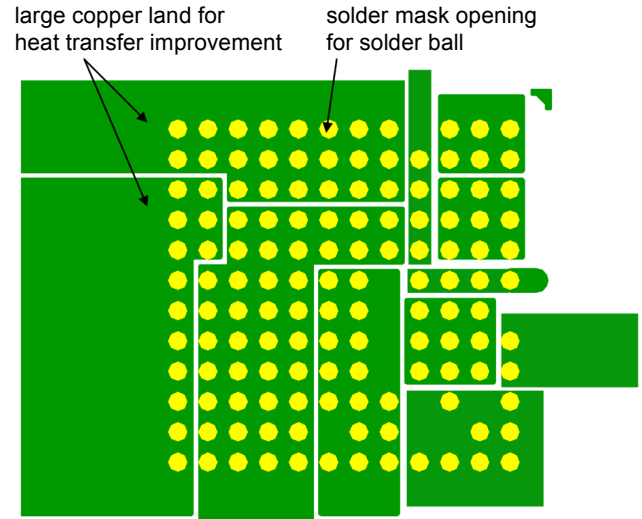 large copper land for
heat transfer improvement
solder mask opening
for solder ball